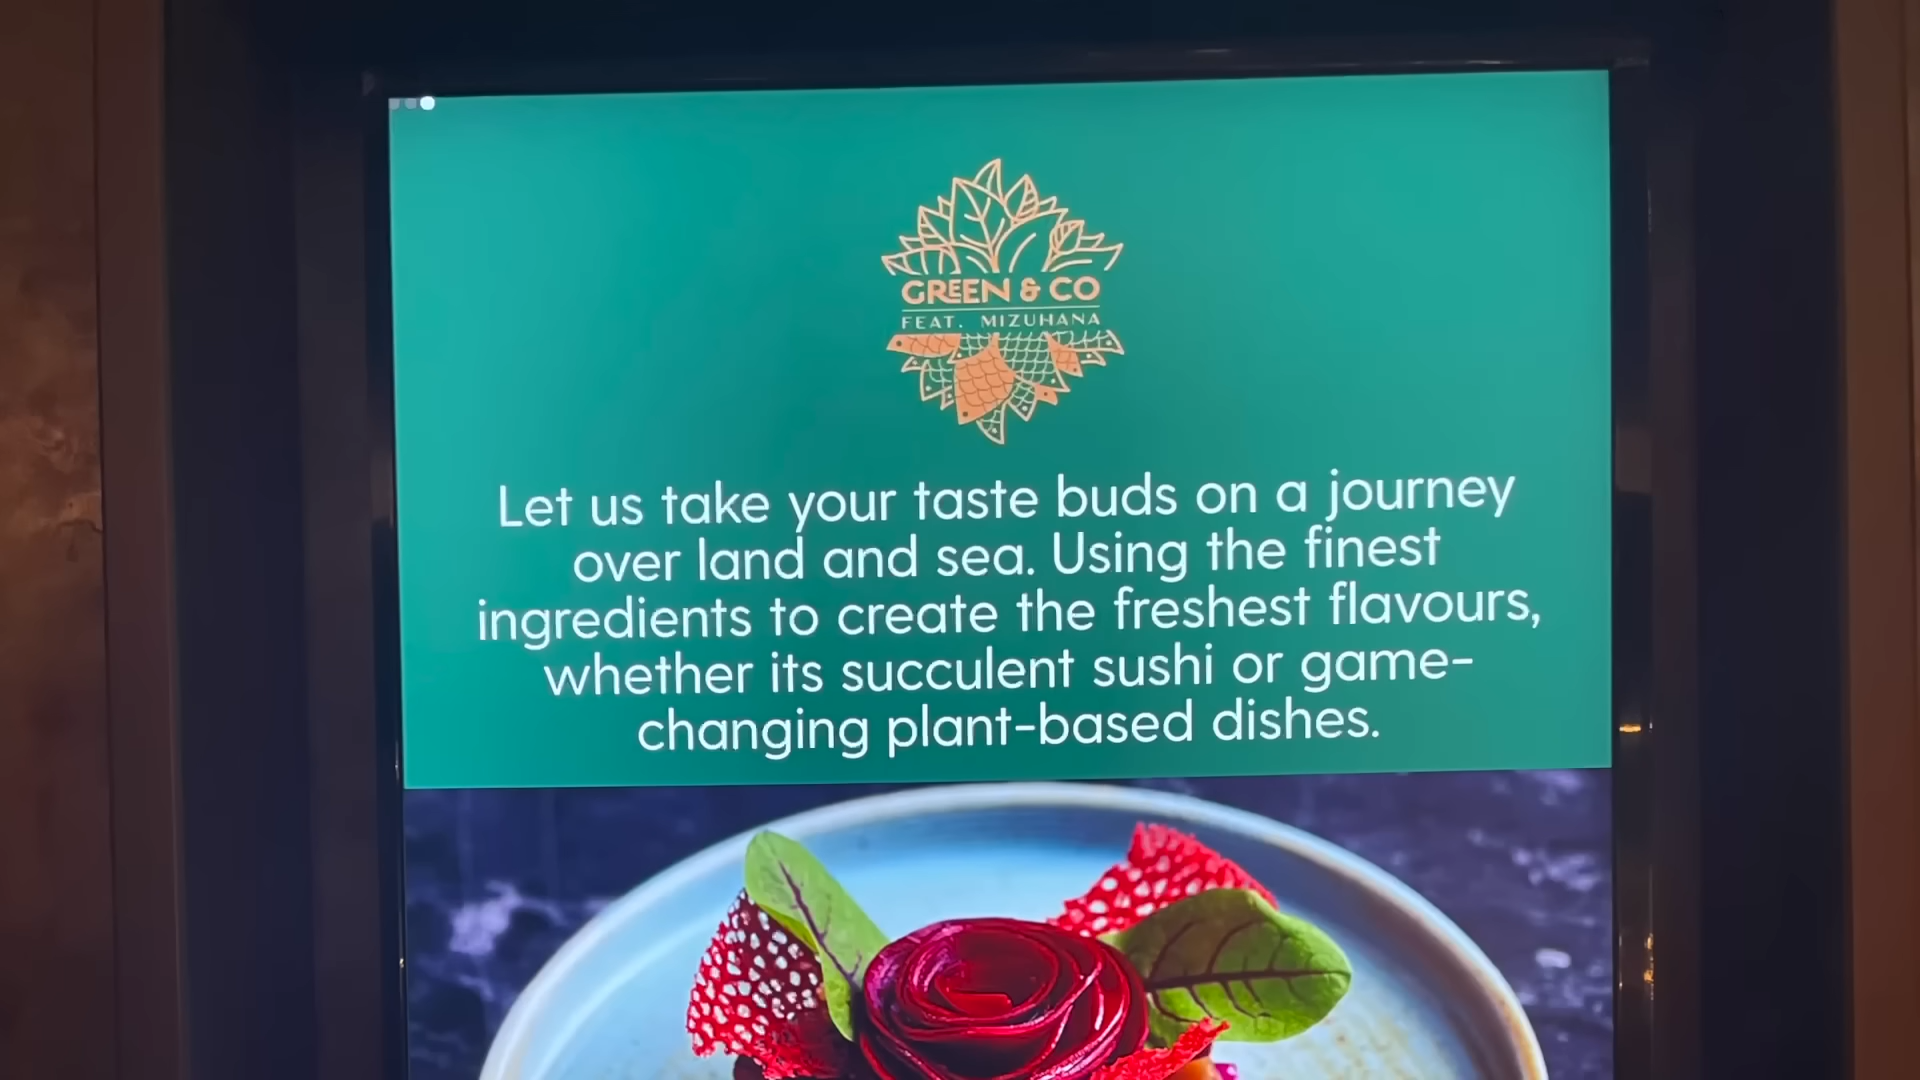 GREEN & CO
FEAT. MIZUHANA
Let us take your taste buds on a journey
over land and sea. Using the finest
ingredients to create the freshest flavours,
whether its succulent sushi or game-
changing plant-based dishes.